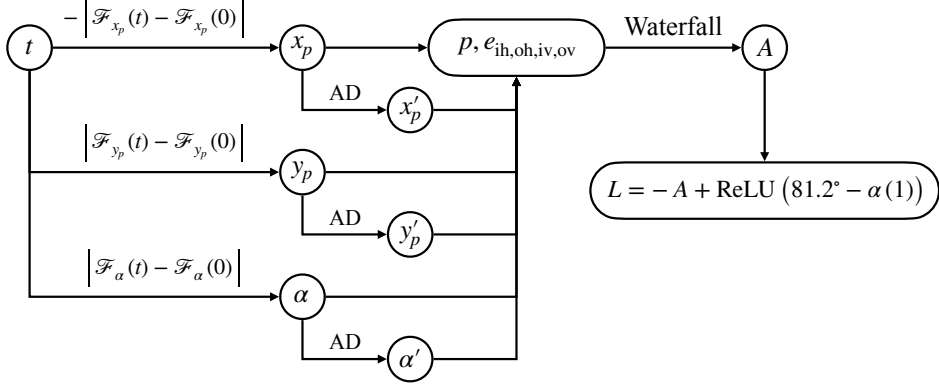 − |ℱ_{x_p}(t) − ℱ_{x_p}(0)|
t
x_p
p, e_{ih,oh,iv,ov}
Waterfall
A
AD
x′_p
|ℱ_{y_p}(t) − ℱ_{y_p}(0)|
y_p
L = − A + ReLU (81.2° − α(1))
AD
y′_p
|ℱ_α(t) − ℱ_α(0)|
α
AD
α′